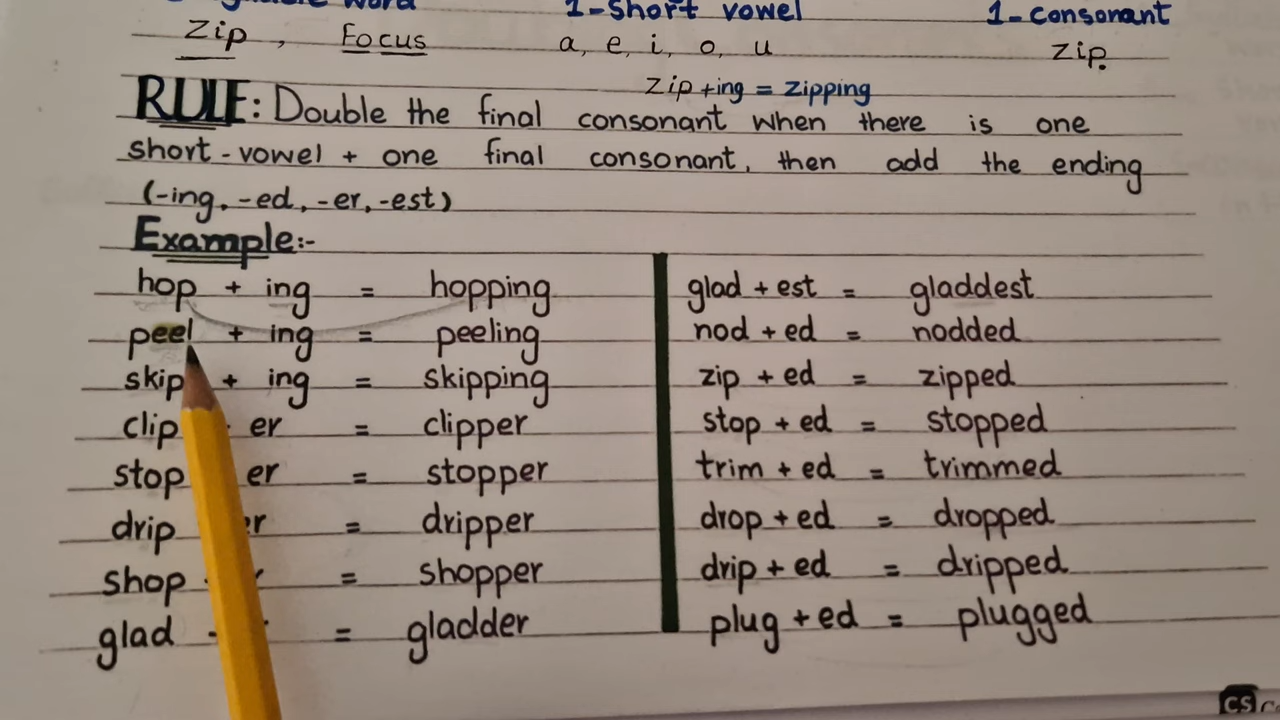 word 1-short vowel 1-consonant
Zip, Focus a, e, i, o, u Zip.
Zip +ing = Zipping
RULE: Double the final consonant when there is one
short-vowel + one final consonant, then add the ending
(-ing, -ed, -er, -est)
Example:-
hop + ing = hopping
peel + ing = peeling
skip + ing = skipping
clip er = clipper
stop er = stopper
drip = dripper
shop = shopper
glad = gladder
glad + est = gladdest
nod + ed = nodded
zip + ed = zipped
stop + ed = stopped
trim + ed = trimmed
drop + ed = dropped
drip + ed = dripped
plug + ed = plugged
CS